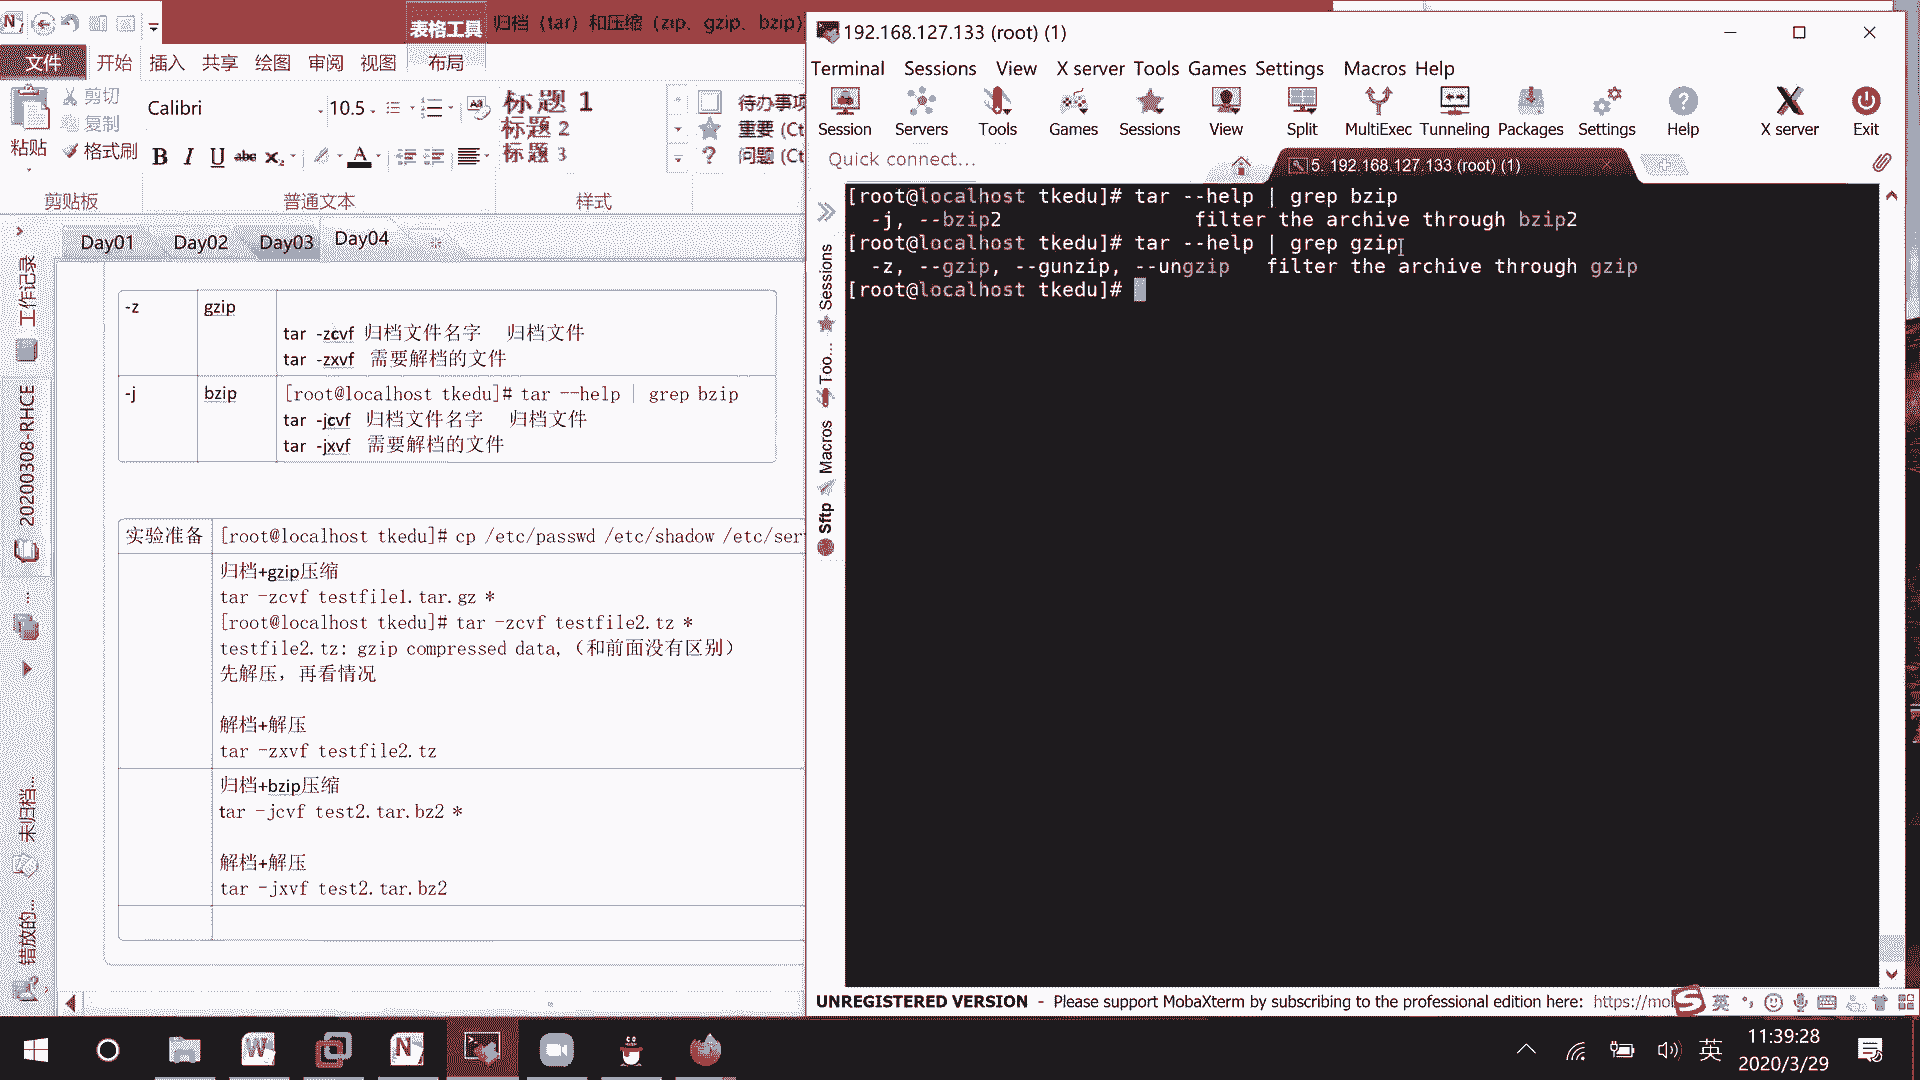 表格工具
归档（tar）和压缩（zip、gzip、bzip）
文件 开始 插入 共享 绘图 审阅 视图 布局
粘贴
剪切
复制
格式刷
Calibri 10.5
B I U abc X₂ A
标题 1
标题 2
标题 3
待办事项
重要 (Ct
问题 (Ct
剪贴板 普通文本 样式
Day01 Day02 Day03 Day04
工作记录
20200308-RHCE
未归档...
错放的...
-z gzip
tar -zcvf 归档文件名字 归档文件
tar -zxvf 需要解档的文件
-j bzip [root@localhost tkedu]# tar --help | grep bzip
tar -jcvf 归档文件名字 归档文件
tar -jxvf 需要解档的文件
实验准备 [root@localhost tkedu]# cp /etc/passwd /etc/shadow /etc/ser
归档+gzip压缩
tar -zcvf testfile1.tar.gz *
[root@localhost tkedu]# tar -zcvf testfile2.tz *
testfile2.tz: gzip compressed data,（和前面没有区别）
先解压，再看情况
解档+解压
tar -zxvf testfile2.tz
归档+bzip压缩
tar -jcvf test2.tar.bz2 *
解档+解压
tar -jxvf test2.tar.bz2
192.168.127.133 (root) (1)
Terminal Sessions View X server Tools Games Settings Macros Help
Session Servers Tools Games Sessions View Split MultiExec Tunneling Packages Settings Help X server Exit
Quick connect...
5. 192.168.127.133 (root) (1)
Sessions
Too...
Macros
Sftp
[root@localhost tkedu]# tar --help | grep bzip
-j, --bzip2 filter the archive through bzip2
[root@localhost tkedu]# tar --help | grep gzip
-z, --gzip, --gunzip, --ungzip filter the archive through gzip
[root@localhost tkedu]#
UNREGISTERED VERSION - Please support MobaXterm by subscribing to the professional edition here: https://mo
英
英
11:39:28
2020/3/29